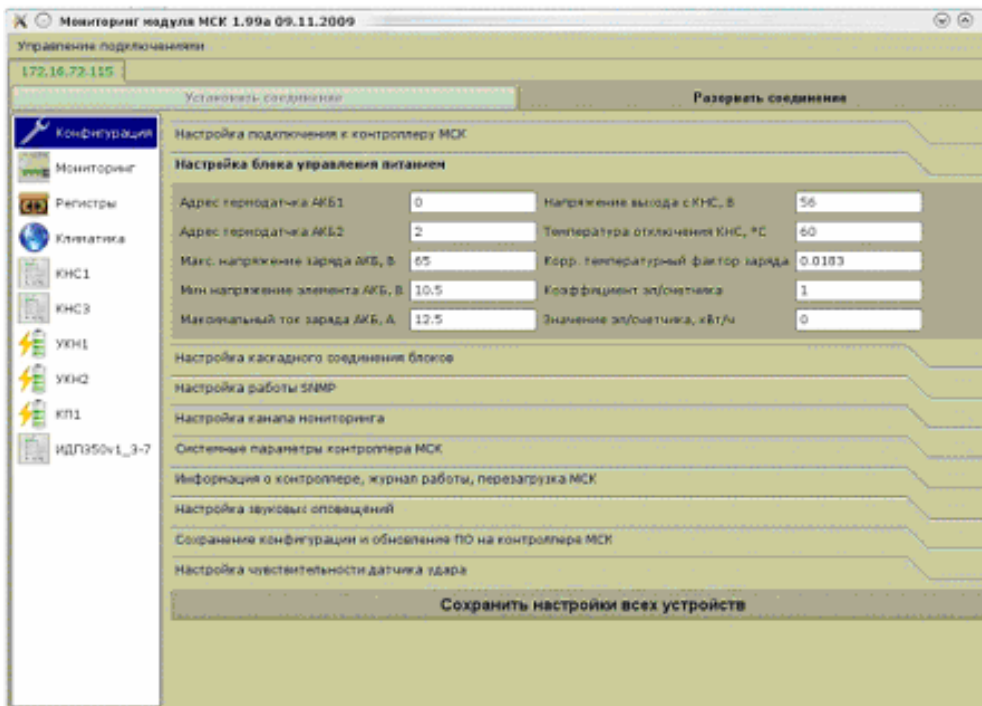 Мониторинг модуля МСК 1.99a 09.11.2009
Управление подключениями
172.16.72.115
Установить соединение
Разорвать соединение
Конфигурация
Мониторинг
Регистры
Климатика
КНС1
КНС3
УКН1
УКН2
КП1
ИДП350v1_3-7
Настройка подключения к контроллеру МСК
Настройка блока управления питанием
Адрес термодатчика АКБ1 0
Напряжение выхода с КНС, В 56
Адрес термодатчика АКБ2 2
Температура отключения КНС, °C 60
Макс. напряжение заряда АКБ, В 65
Корр. температурный фактор заряда 0.0183
Мин напряжение элемента АКБ, В 10.5
Коэффициент эл/счетчика 1
Максимальный ток заряда АКБ, А 12.5
Значение эл/счетчика, кВт/ч 0
Настройка каскадного соединения блоков
Настройка работы SNMP
Настройка канала мониторинга
Системные параметры контроллера МСК
Информация о контроллере, журнал работы, перезагрузка МСК
Настройка звуковых оповещений
Сохранение конфигурации и обновление ПО на контроллере МСК
Настройка чувствительности датчика удара
Сохранить настройки всех устройств